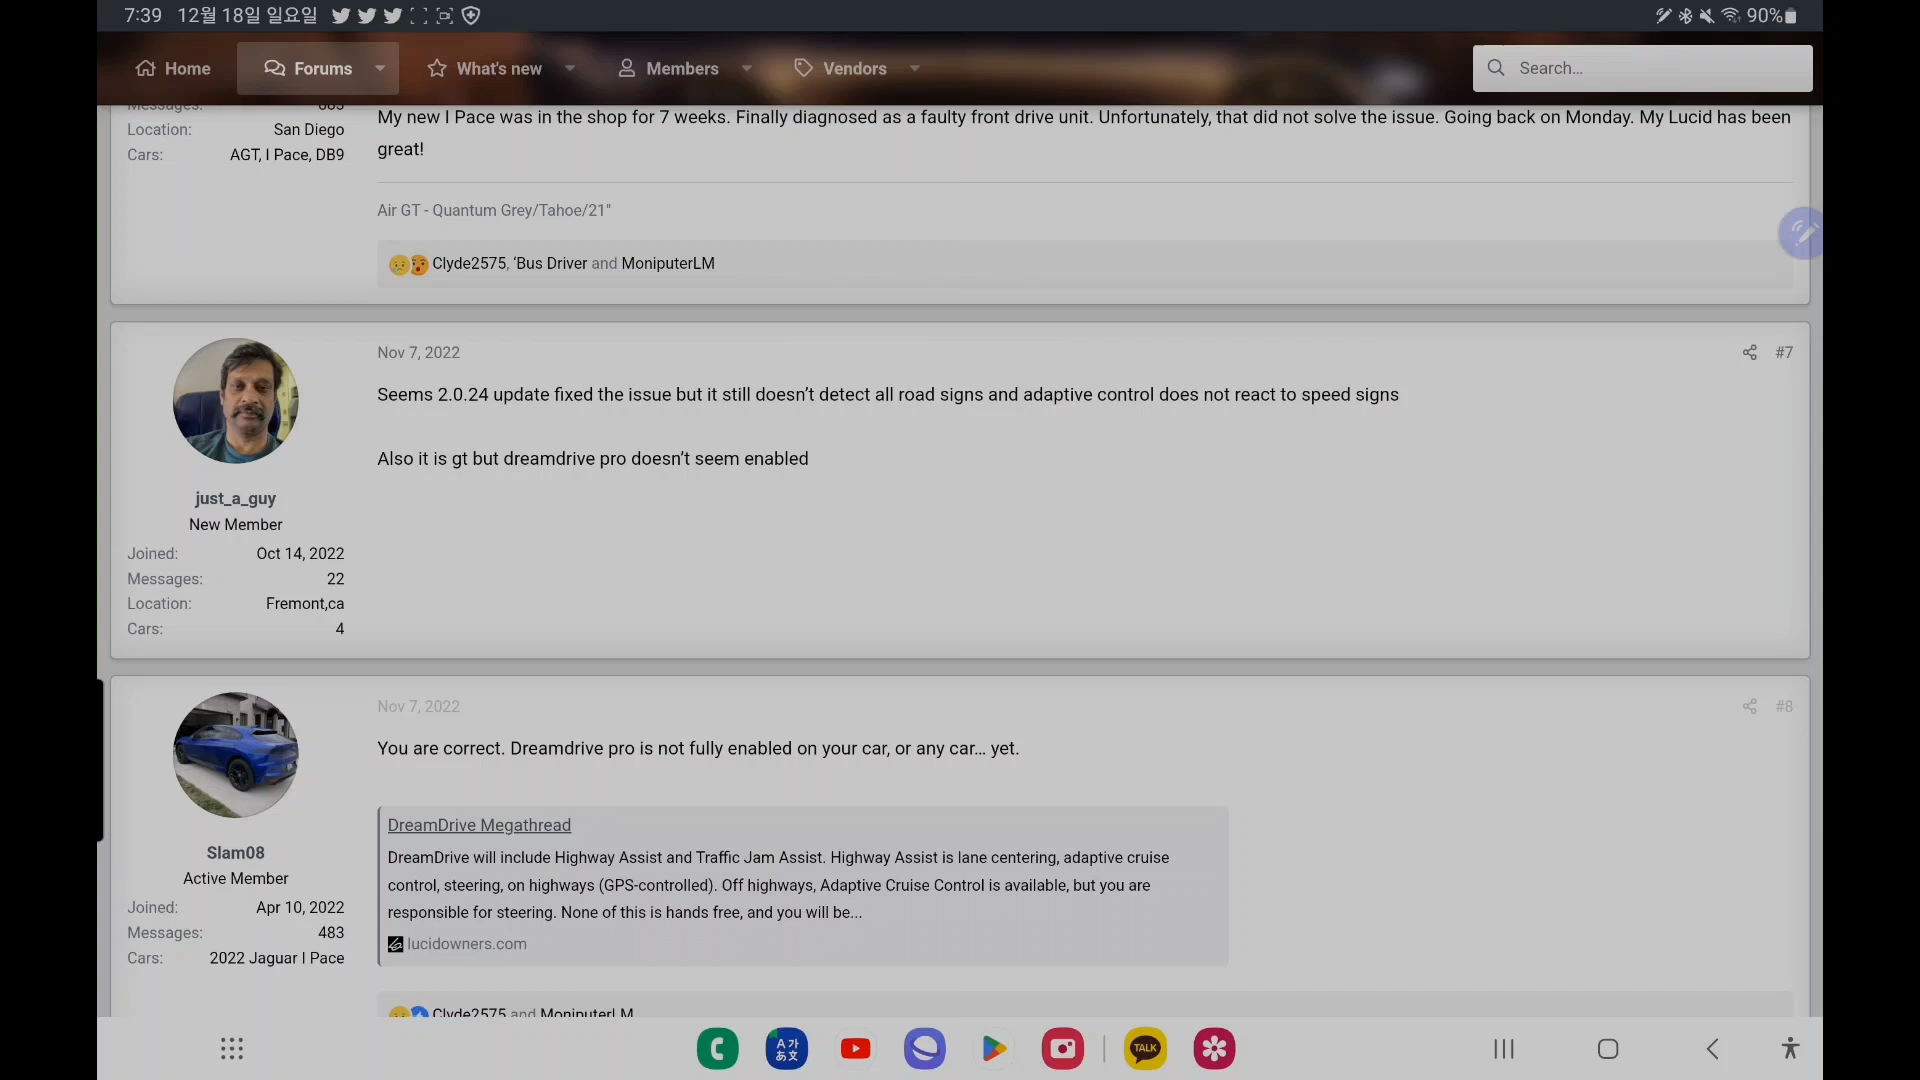 7:39 12월 18일 일요일
90%
Home
Forums
What's new
Members
Vendors
Search...
Messages:
Location: San Diego
Cars: AGT, I Pace, DB9
My new I Pace was in the shop for 7 weeks. Finally diagnosed as a faulty front drive unit. Unfortunately, that did not solve the issue. Going back on Monday. My Lucid has been
great!
Air GT - Quantum Grey/Tahoe/21"
Clyde2575, ‘Bus Driver and MoniputerLM
Nov 7, 2022
#7
Seems 2.0.24 update fixed the issue but it still doesn’t detect all road signs and adaptive control does not react to speed signs
Also it is gt but dreamdrive pro doesn’t seem enabled
just_a_guy
New Member
Joined: Oct 14, 2022
Messages: 22
Location: Fremont,ca
Cars: 4
Nov 7, 2022
#8
You are correct. Dreamdrive pro is not fully enabled on your car, or any car... yet.
DreamDrive Megathread
DreamDrive will include Highway Assist and Traffic Jam Assist. Highway Assist is lane centering, adaptive cruise
control, steering, on highways (GPS-controlled). Off highways, Adaptive Cruise Control is available, but you are
responsible for steering. None of this is hands free, and you will be...
lucidowners.com
Slam08
Active Member
Joined: Apr 10, 2022
Messages: 483
Cars: 2022 Jaguar I Pace
Clyde2575 and MoniputerLM
A 가
あ 文
TALK